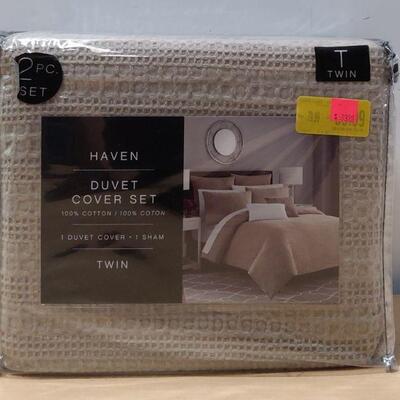 2 PC.
SET
T
TWIN
HAVEN
DUVET
COVER SET
100% COTTON / 100% COTON
1 DUVET COVER • 1 SHAM
TWIN